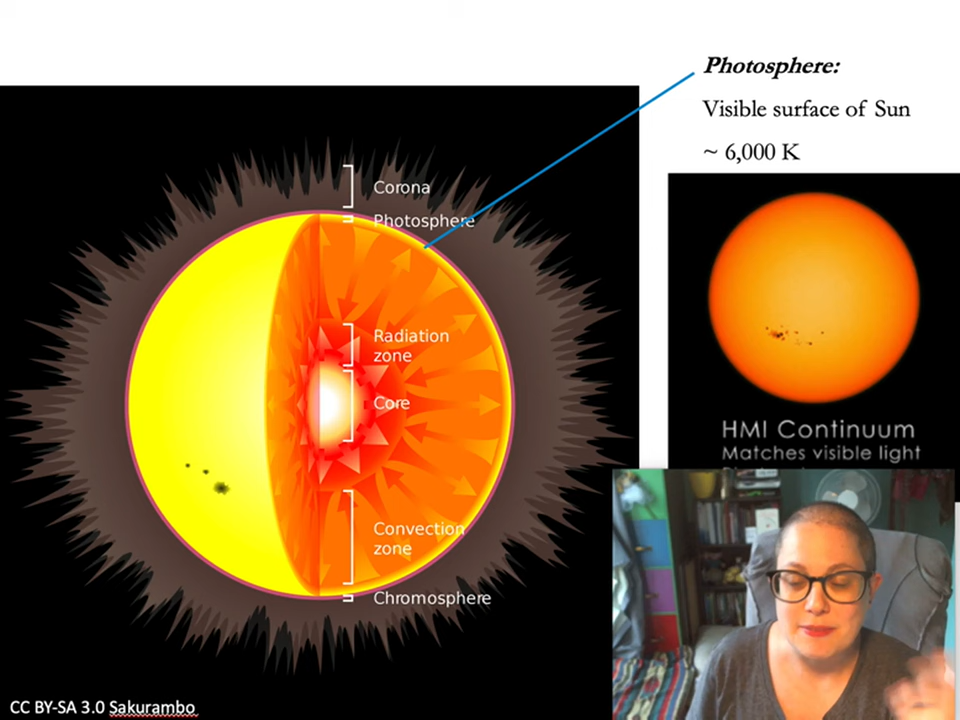 Photosphere:
Visible surface of Sun
~ 6,000 K
Corona
Photosphere
Radiation
zone
Core
Convection
zone
Chromosphere
HMI Continuum
Matches visible light
CC BY-SA 3.0 Sakurambo